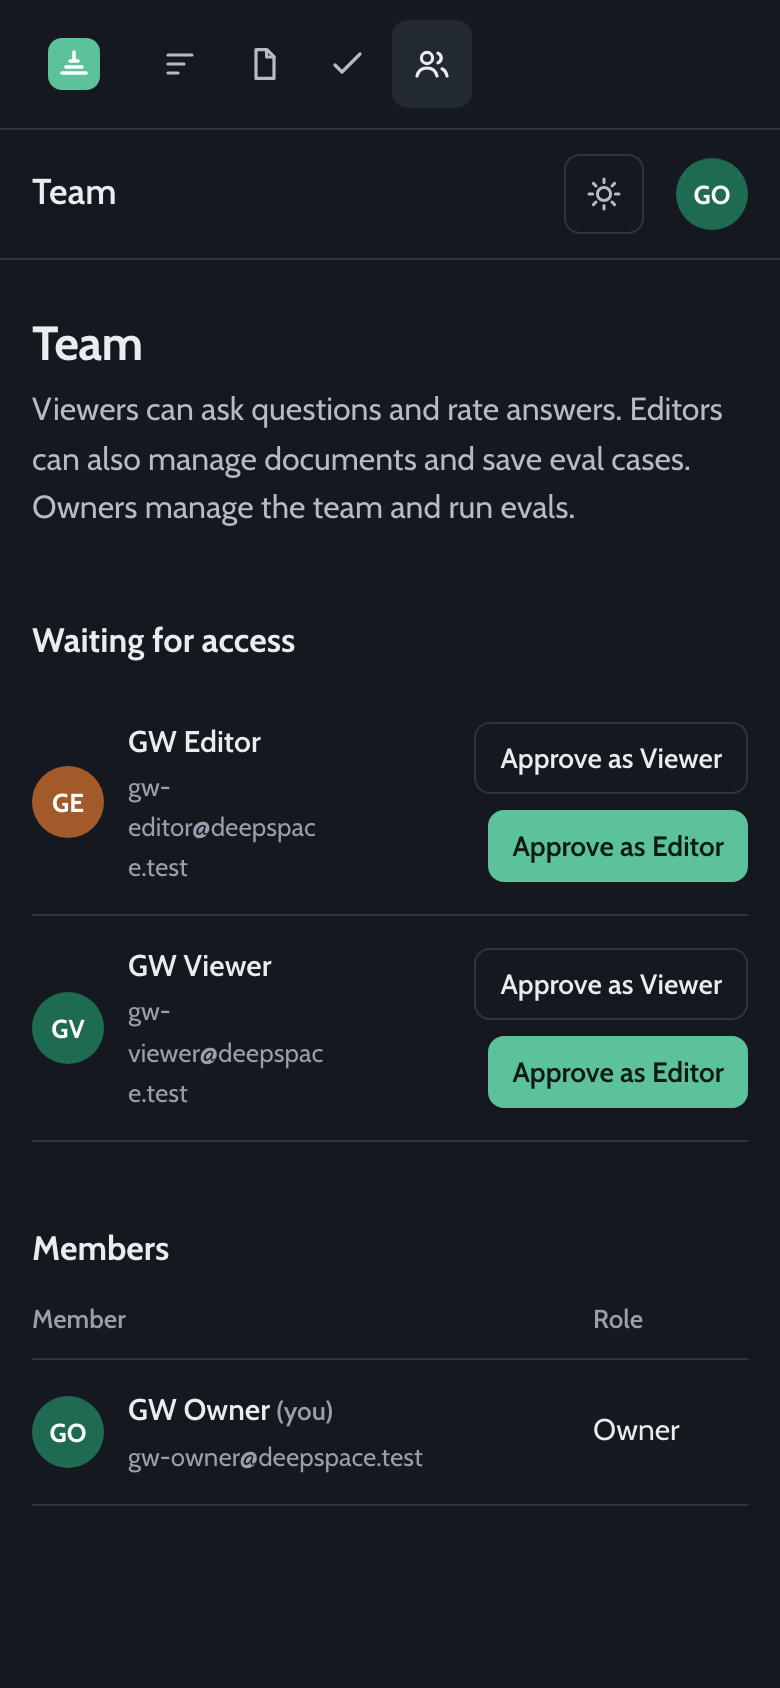 Team
GO
Team
Viewers can ask questions and rate answers. Editors
can also manage documents and save eval cases.
Owners manage the team and run evals.
Waiting for access
GE
GW Editor
gw-
editor@deepspac
e.test
Approve as Viewer
Approve as Editor
GV
GW Viewer
gw-
viewer@deepspac
e.test
Approve as Viewer
Approve as Editor
Members
Member
Role
GO
GW Owner (you)
gw-owner@deepspace.test
Owner